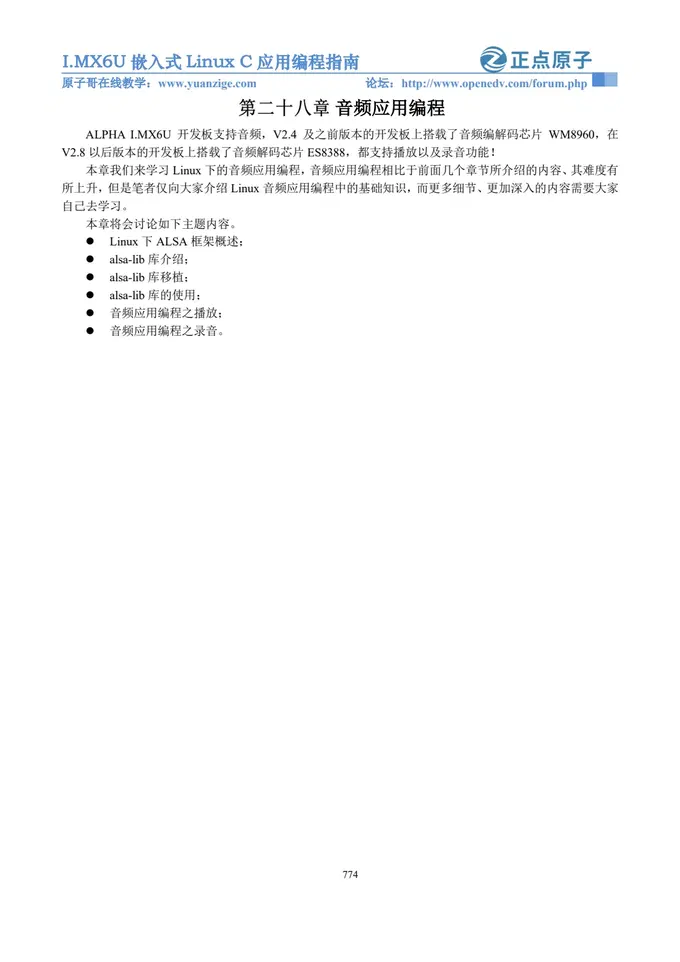 I.MX6U 嵌入式 Linux C 应用编程指南
正点原子
原子哥在线教学：www.yuanzige.com 论坛：http://www.openedv.com/forum.php
第二十八章 音频应用编程
ALPHA I.MX6U 开发板支持音频，V2.4 及之前版本的开发板上搭载了音频编解码芯片 WM8960，在
V2.8 以后版本的开发板上搭载了音频解码芯片 ES8388，都支持播放以及录音功能！
本章我们来学习 Linux 下的音频应用编程，音频应用编程相比于前面几个章节所介绍的内容、其难度有
所上升，但是笔者仅向大家介绍 Linux 音频应用编程中的基础知识，而更多细节、更加深入的内容需要大家
自己去学习。
本章将会讨论如下主题内容。
● Linux 下 ALSA 框架概述；
● alsa-lib 库介绍；
● alsa-lib 库移植；
● alsa-lib 库的使用；
● 音频应用编程之播放；
● 音频应用编程之录音。
774